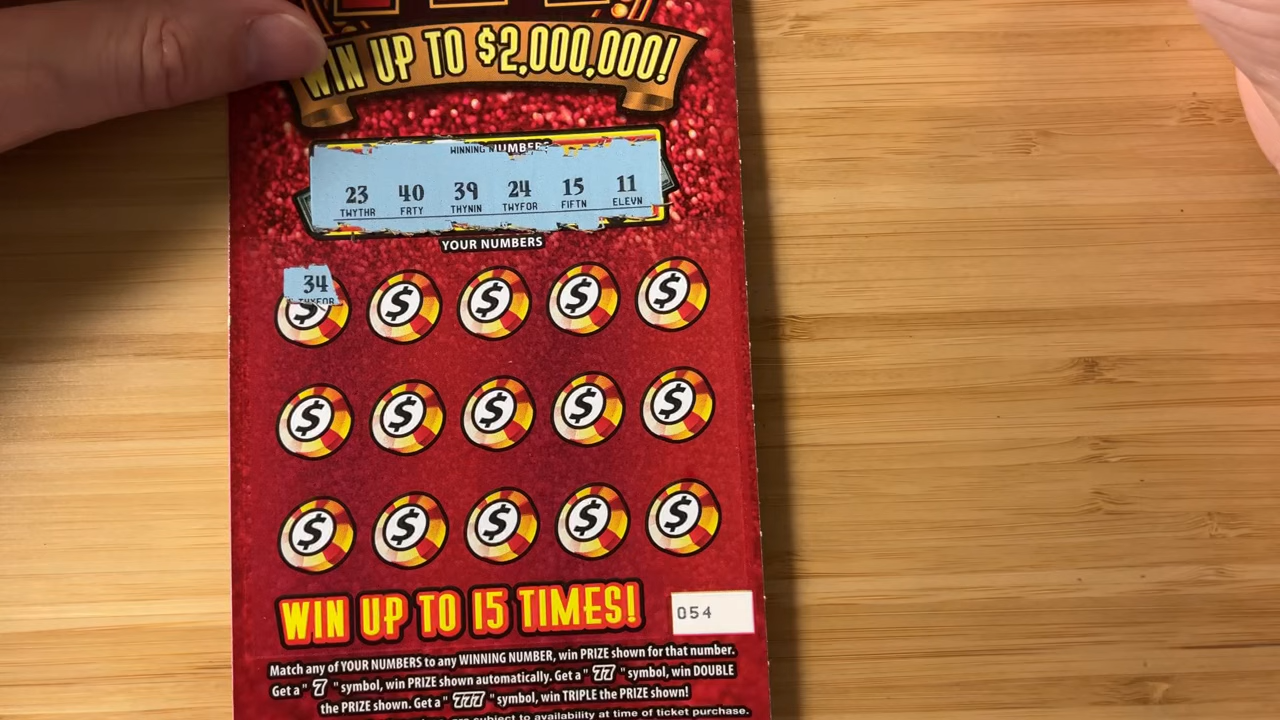 WIN UP TO $2,000,000!
WINNING NUMBERS
23 40 39 24 15 11
TWYTHR FRTY THYNIN TWYFOR FIFTN ELEVN
YOUR NUMBERS
34
THYFOR
$ $ $ $ $
$ $ $ $ $
$ $ $ $ $
WIN UP TO 15 TIMES!
054
Match any of YOUR NUMBERS to any WINNING NUMBER, win PRIZE shown for that number.
Get a "7" symbol, win PRIZE shown automatically. Get a "77" symbol, win DOUBLE
the PRIZE shown. Get a "777" symbol, win TRIPLE the PRIZE shown!
subject to availability at time of ticket purchase.